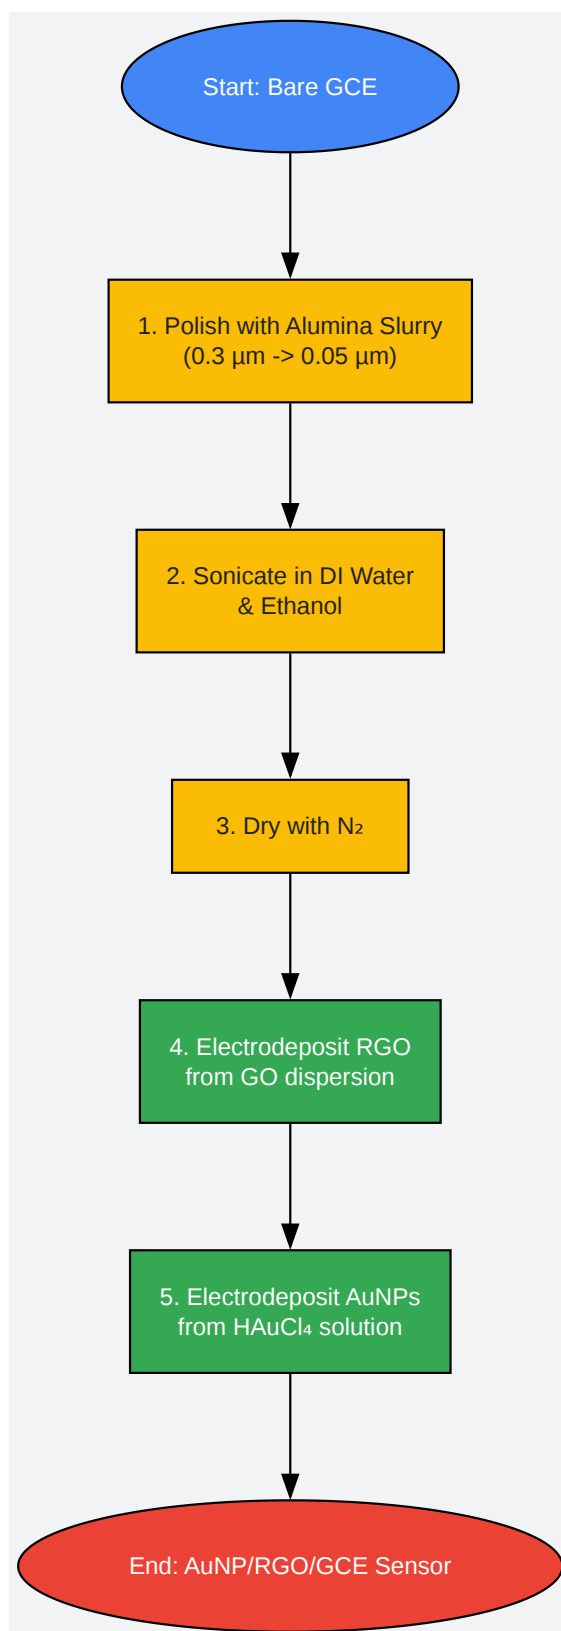 Start: Bare GCE
1. Polish with Alumina Slurry
(0.3 µm -> 0.05 µm)
2. Sonicate in DI Water
& Ethanol
3. Dry with N₂
4. Electrodeposit RGO
from GO dispersion
5. Electrodeposit AuNPs
from HAuCl₄ solution
End: AuNP/RGO/GCE Sensor